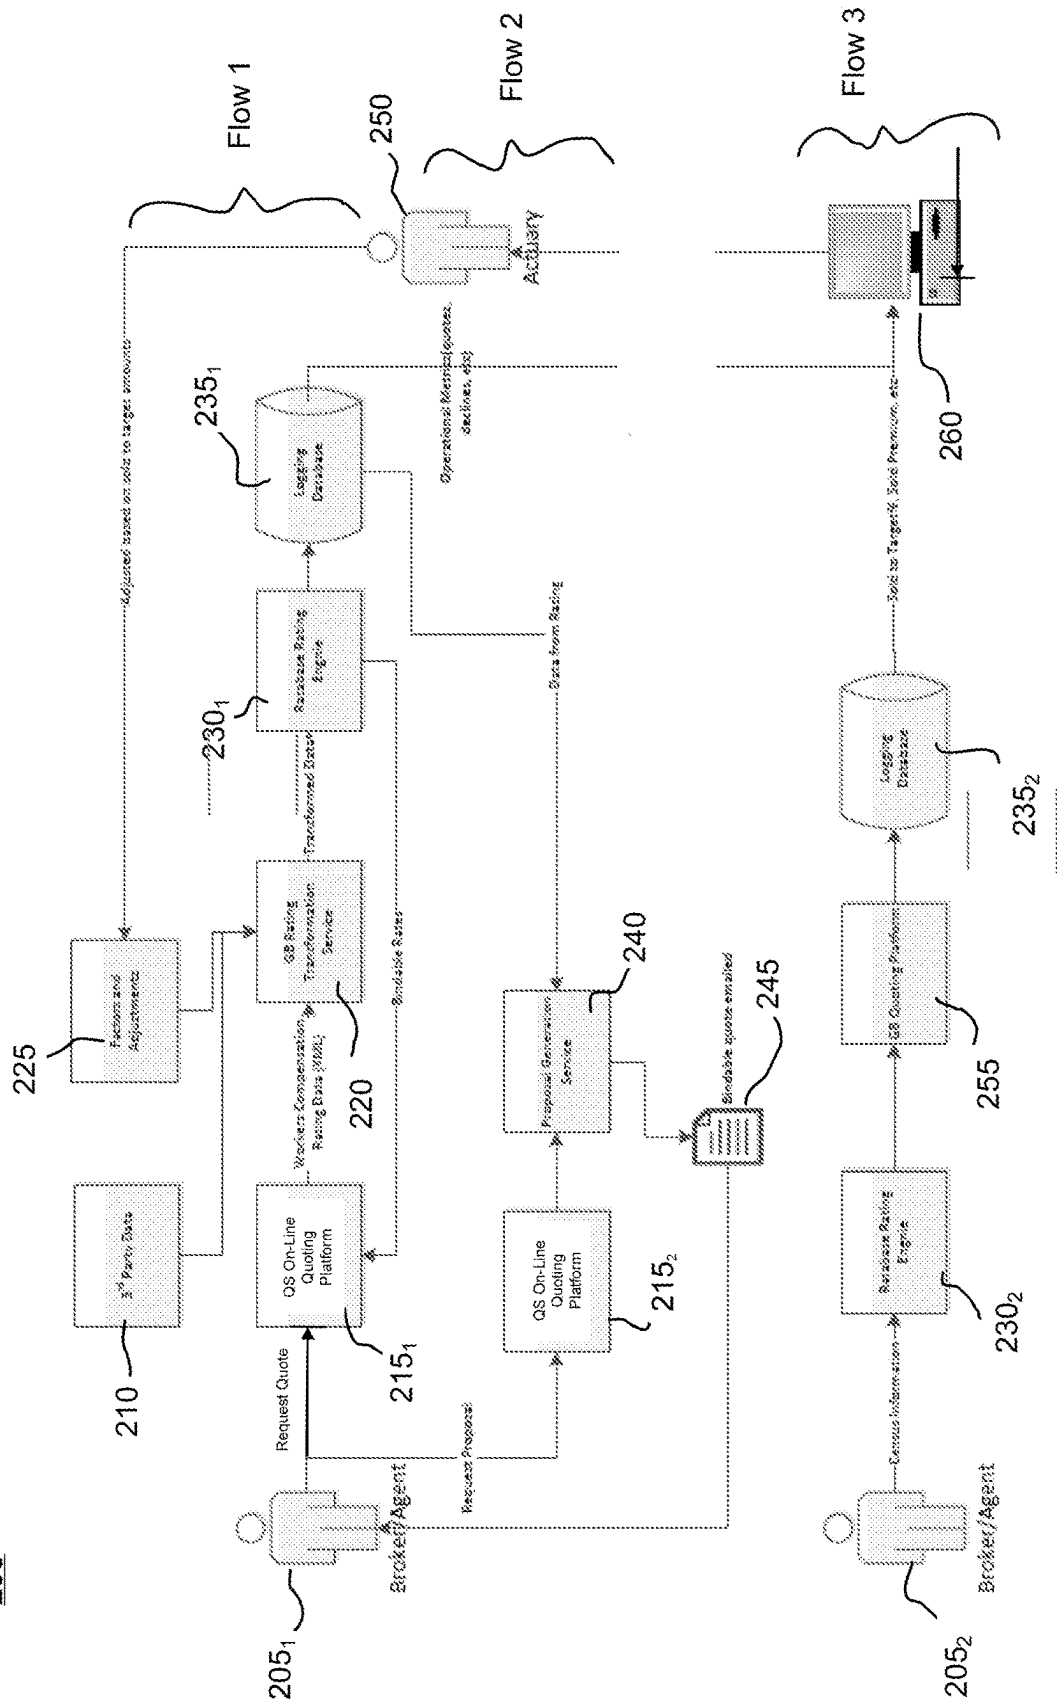 Flow 1
Flow 2
Flow 3
225
Factors and
Adjustments
Adjusted based on sold to target amounts
210
3rd Party Data
250
Actuary
205₁
Broker/Agent
Request Quote
215₁
QS On-Line
Quoting
Platform
Workers Compensation
Rating Data (XML)
220
GB Rating
Transformation
Service
Transformed Data
230₁
Database Rating
Engine
235₁
Logging
Database
Bindable Rates
Operational Metrics(quotes,
declines, etc)
Request Proposal
215₂
QS On-Line
Quoting
Platform
240
Proposal Generation
Service
Data from Rating
245
Bindable quote emailed
205₂
Broker/Agent
Census Information
230₂
Database Rating
Engine
255
GB Quoting Platform
235₂
Logging
Database
Sold to Target%, Sold Premium, etc
260